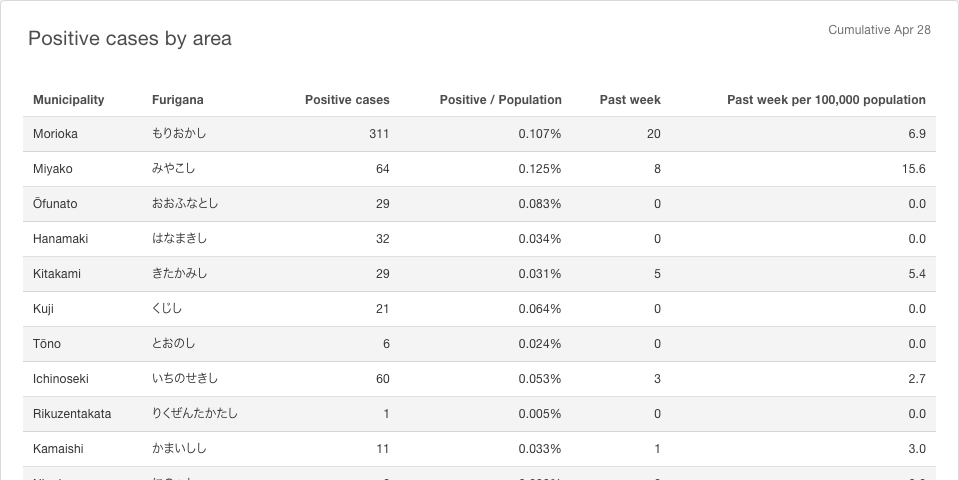 Positive cases by area
Cumulative Apr 28
Municipality Furigana Positive cases Positive / Population Past week Past week per 100,000 population
Morioka もりおかし 311 0.107% 20 6.9
Miyako みやこし 64 0.125% 8 15.6
Ōfunato おおふなとし 29 0.083% 0 0.0
Hanamaki はなまきし 32 0.034% 0 0.0
Kitakami きたかみし 29 0.031% 5 5.4
Kuji くじし 21 0.064% 0 0.0
Tōno とおのし 6 0.024% 0 0.0
Ichinoseki いちのせきし 60 0.053% 3 2.7
Rikuzentakata りくぜんたかたし 1 0.005% 0 0.0
Kamaishi かまいしし 11 0.033% 1 3.0